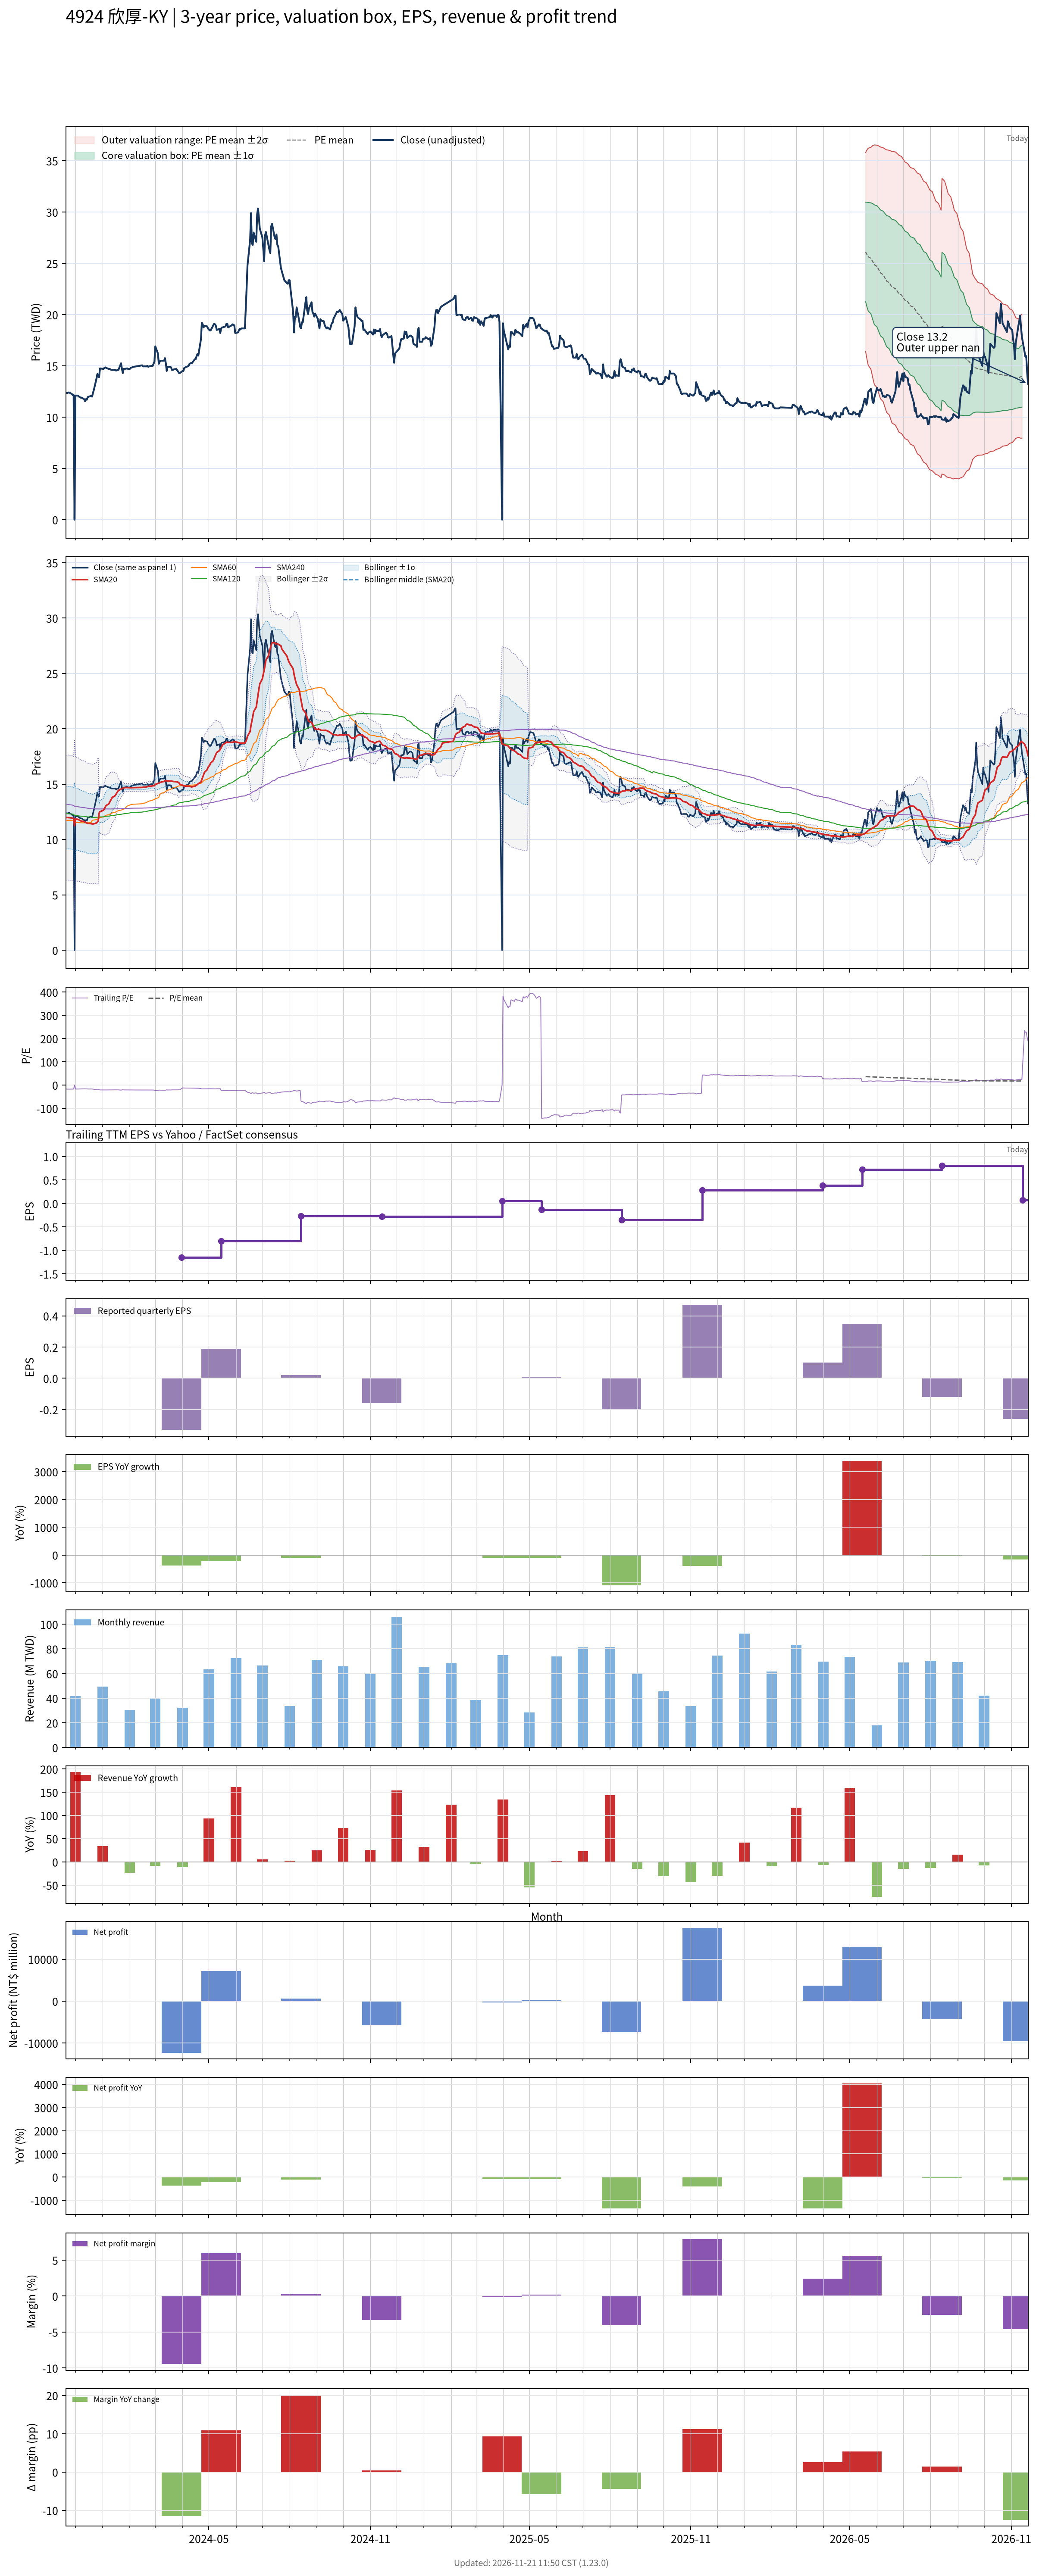 4924 欣厚-KY | 3-year price, valuation box, EPS, revenue & profit trend
Outer valuation range: PE mean ±2σ
PE mean
Close (unadjusted)
Core valuation box: PE mean ±1σ
Today
Close 13.2
Outer upper nan
Price (TWD)
35
30
25
20
15
10
5
0
Close (same as panel 1)
SMA20
SMA60
SMA120
SMA240
Bollinger ±2σ
Bollinger ±1σ
Bollinger middle (SMA20)
Price
35
30
25
20
15
10
5
0
Trailing P/E
P/E mean
P/E
400
300
200
100
0
-100
Trailing TTM EPS vs Yahoo / FactSet consensus
Today
EPS
1.0
0.5
0.0
-0.5
-1.0
-1.5
Reported quarterly EPS
EPS
0.4
0.2
0.0
-0.2
EPS YoY growth
YoY (%)
3000
2000
1000
0
-1000
Monthly revenue
Revenue (M TWD)
100
80
60
40
20
0
Revenue YoY growth
YoY (%)
200
150
100
50
0
-50
Month
Net profit
Net profit (NT$ million)
10000
0
-10000
Net profit YoY
YoY (%)
4000
3000
2000
1000
0
-1000
Net profit margin
Margin (%)
5
0
-5
-10
Margin YoY change
Δ margin (pp)
20
10
0
-10
2024-05
2024-11
2025-05
2025-11
2026-05
2026-11
Updated: 2026-11-21 11:50 CST (1.23.0)